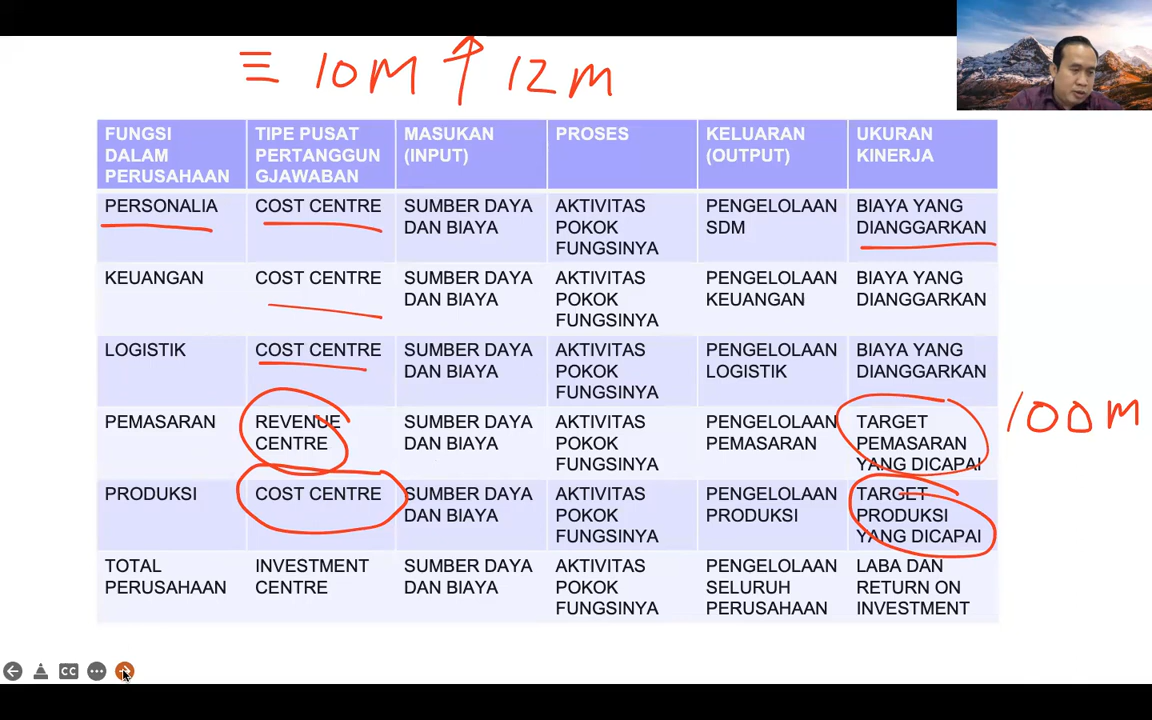 ≡ 10M ↑ 12M
FUNGSI DALAM PERUSAHAAN
TIPE PUSAT PERTANGGUN GJAWABAN
MASUKAN (INPUT)
PROSES
KELUARAN (OUTPUT)
UKURAN KINERJA
PERSONALIA
COST CENTRE
SUMBER DAYA DAN BIAYA
AKTIVITAS POKOK FUNGSINYA
PENGELOLAAN SDM
BIAYA YANG DIANGGARKAN
KEUANGAN
COST CENTRE
SUMBER DAYA DAN BIAYA
AKTIVITAS POKOK FUNGSINYA
PENGELOLAAN KEUANGAN
BIAYA YANG DIANGGARKAN
LOGISTIK
COST CENTRE
SUMBER DAYA DAN BIAYA
AKTIVITAS POKOK FUNGSINYA
PENGELOLAAN LOGISTIK
BIAYA YANG DIANGGARKAN
PEMASARAN
REVENUE CENTRE
SUMBER DAYA DAN BIAYA
AKTIVITAS POKOK FUNGSINYA
PENGELOLAAN PEMASARAN
TARGET PEMASARAN YANG DICAPAI
100M
PRODUKSI
COST CENTRE
SUMBER DAYA DAN BIAYA
AKTIVITAS POKOK FUNGSINYA
PENGELOLAAN PRODUKSI
TARGET PRODUKSI YANG DICAPAI
TOTAL PERUSAHAAN
INVESTMENT CENTRE
SUMBER DAYA DAN BIAYA
AKTIVITAS POKOK FUNGSINYA
PENGELOLAAN SELURUH PERUSAHAAN
LABA DAN RETURN ON INVESTMENT
CC